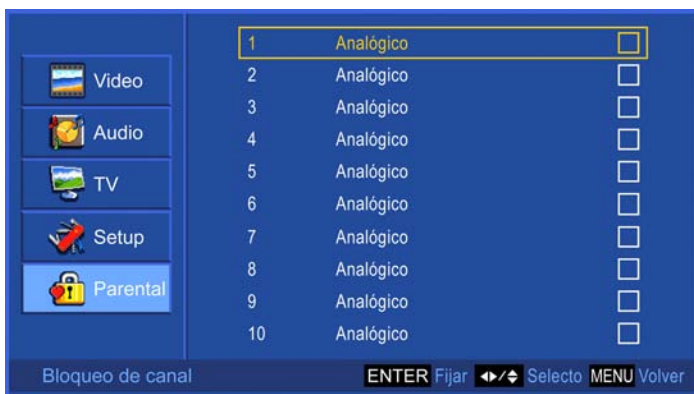 Video
Audio
TV
Setup
Parental
1 Analógico
2 Analógico
3 Analógico
4 Analógico
5 Analógico
6 Analógico
7 Analógico
8 Analógico
9 Analógico
10 Analógico
Bloqueo de canal
ENTER Fijar Selecto MENU Volver